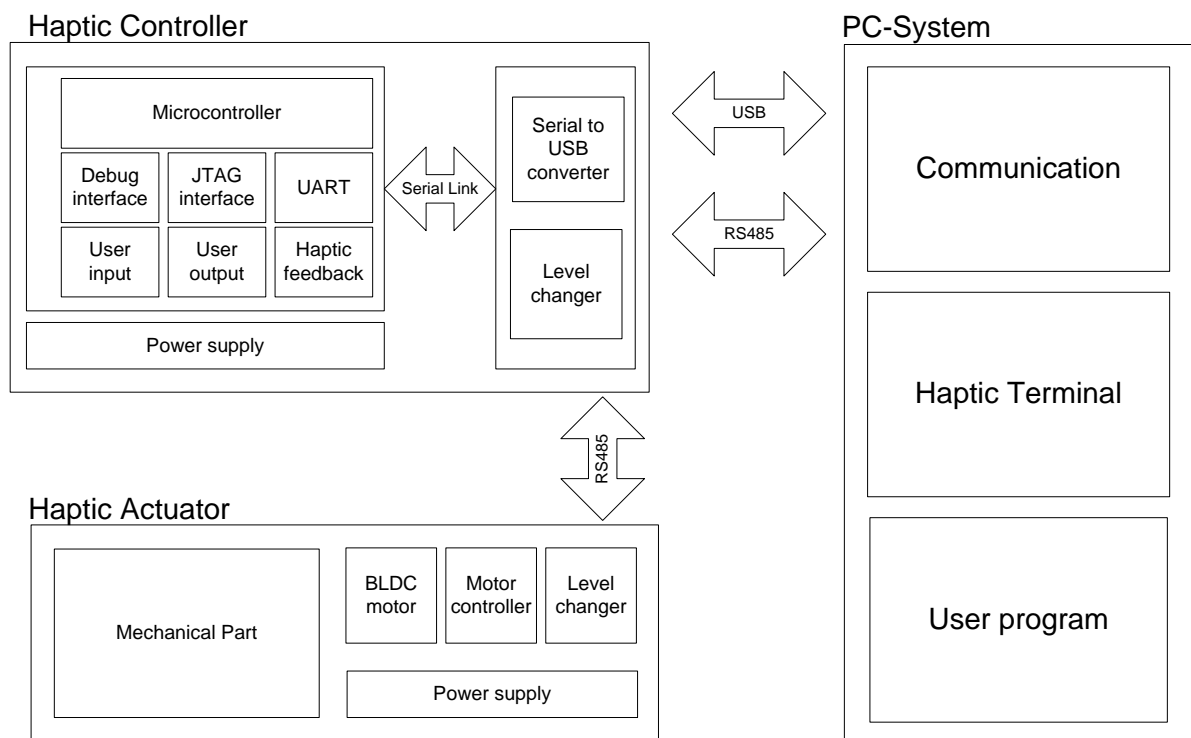 Haptic Controller
Microcontroller
Debug
interface
JTAG
interface
UART
User
input
User
output
Haptic
feedback
Power supply
Serial Link
Serial to
USB
converter
Level
changer
USB
RS485
RS485
PC-System
Communication
Haptic Terminal
User program
Haptic Actuator
Mechanical Part
BLDC
motor
Motor
controller
Level
changer
Power supply